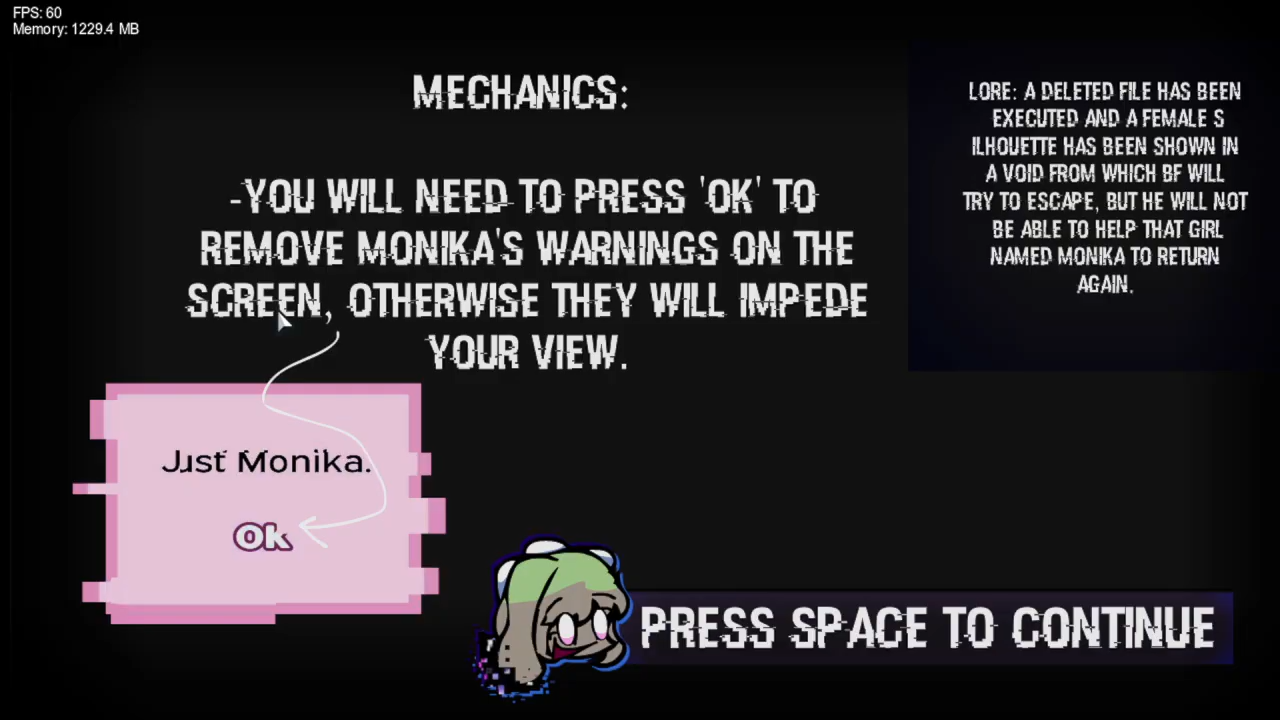 FPS: 60
Memory: 1229.4 MB
MECHANICS:
-YOU WILL NEED TO PRESS 'OK' TO
REMOVE MONIKA'S WARNINGS ON THE
SCREEN, OTHERWISE THEY WILL IMPEDE
YOUR VIEW.
LORE: A DELETED FILE HAS BEEN
EXECUTED AND A FEMALE S
ILHOUETTE HAS BEEN SHOWN IN
A VOID FROM WHICH BF WILL
TRY TO ESCAPE, BUT HE WILL NOT
BE ABLE TO HELP THAT GIRL
NAMED MONIKA TO RETURN
AGAIN.
Just Monika.
Ok
PRESS SPACE TO CONTINUE